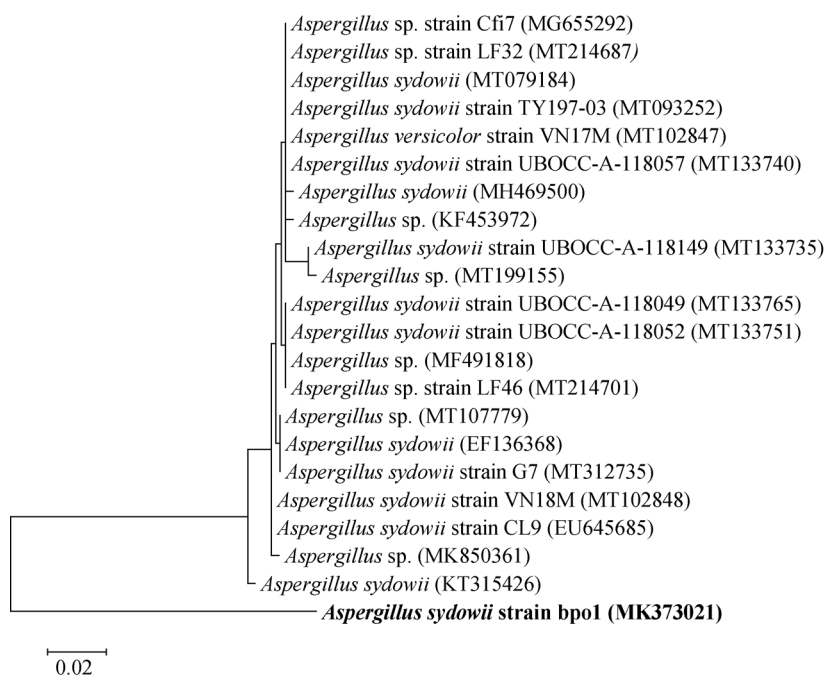 Aspergillus sp. strain Cfi7 (MG655292)
Aspergillus sp. strain LF32 (MT214687)
Aspergillus sydowii (MT079184)
Aspergillus sydowii strain TY197-03 (MT093252)
Aspergillus versicolor strain VN17M (MT102847)
Aspergillus sydowii strain UBOCC-A-118057 (MT133740)
Aspergillus sydowii (MH469500)
Aspergillus sp. (KF453972)
Aspergillus sydowii strain UBOCC-A-118149 (MT133735)
Aspergillus sp. (MT199155)
Aspergillus sydowii strain UBOCC-A-118049 (MT133765)
Aspergillus sydowii strain UBOCC-A-118052 (MT133751)
Aspergillus sp. (MF491818)
Aspergillus sp. strain LF46 (MT214701)
Aspergillus sp. (MT107779)
Aspergillus sydowii (EF136368)
Aspergillus sydowii strain G7 (MT312735)
Aspergillus sydowii strain VN18M (MT102848)
Aspergillus sydowii strain CL9 (EU645685)
Aspergillus sp. (MK850361)
Aspergillus sydowii (KT315426)
Aspergillus sydowii strain bpo1 (MK373021)
0.02